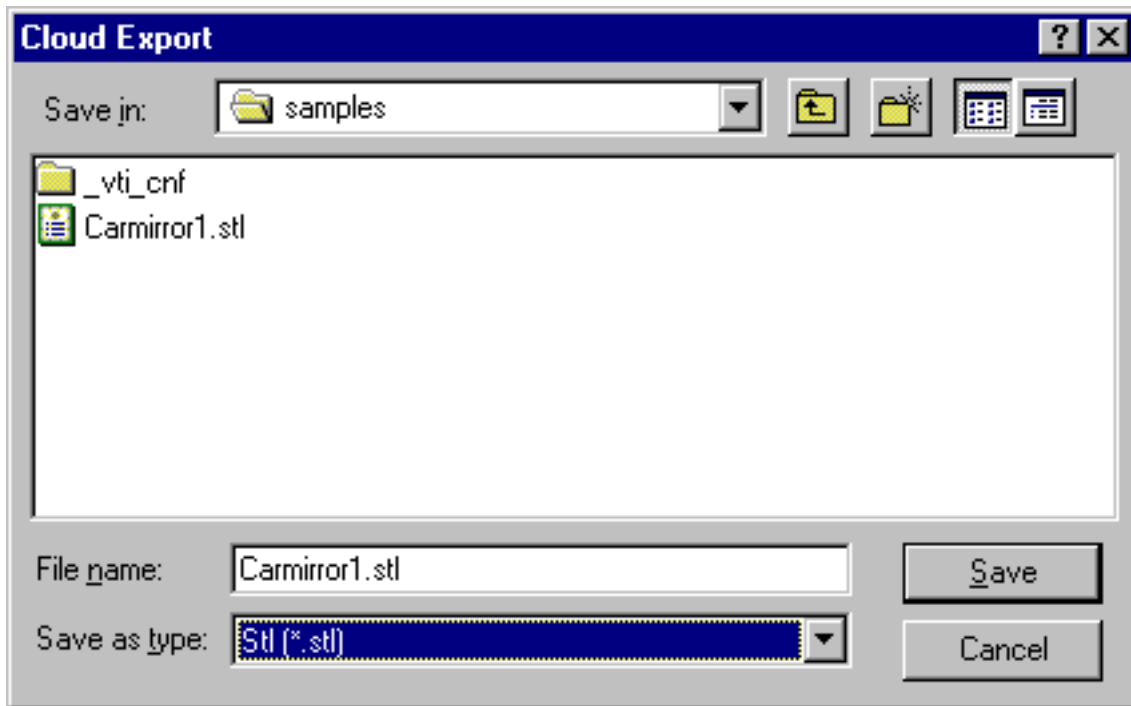 Cloud Export
Save in: samples
_vti_cnf
Carmirror1.stl
File name: Carmirror1.stl Save
Save as type: Stl (*.stl) Cancel